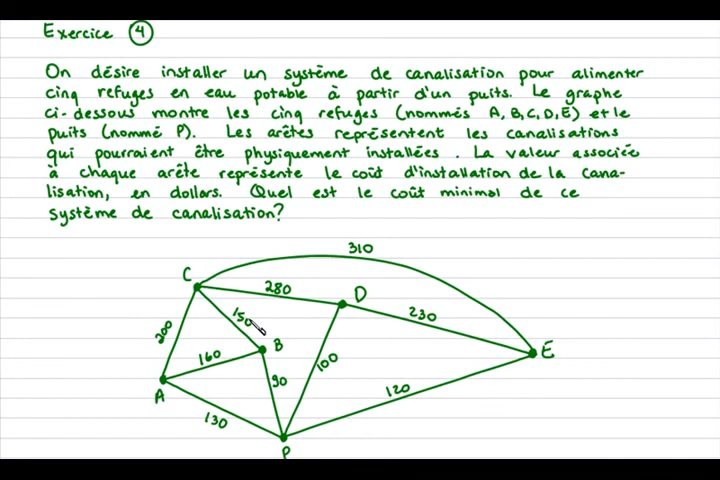 Exercice 4
On désire installer un système de canalisation pour alimenter
cinq refuges en eau potable à partir d'un puits. Le graphe
ci-dessous montre les cinq refuges (nommés A, B, C, D, E) et le
puits (nommé P). Les arêtes représentent les canalisations
qui pourraient être physiquement installées. La valeur associée
à chaque arête représente le coût d'installation de la cana-
lisation, en dollars. Quel est le coût minimal de ce
système de canalisation?
310
C
280
D
150
230
200
B
E
160
100
90
A
120
130
P